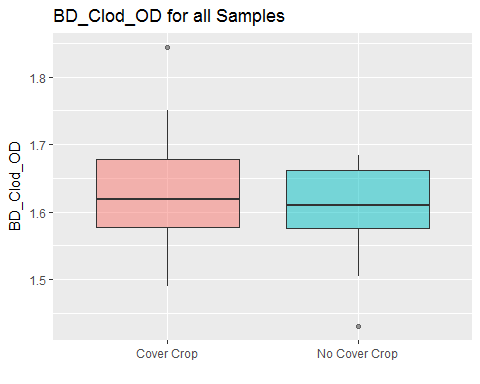 BD_Clod_OD for all Samples
BD_Clod_OD
1.8
1.7
1.6
1.5
Cover Crop
No Cover Crop